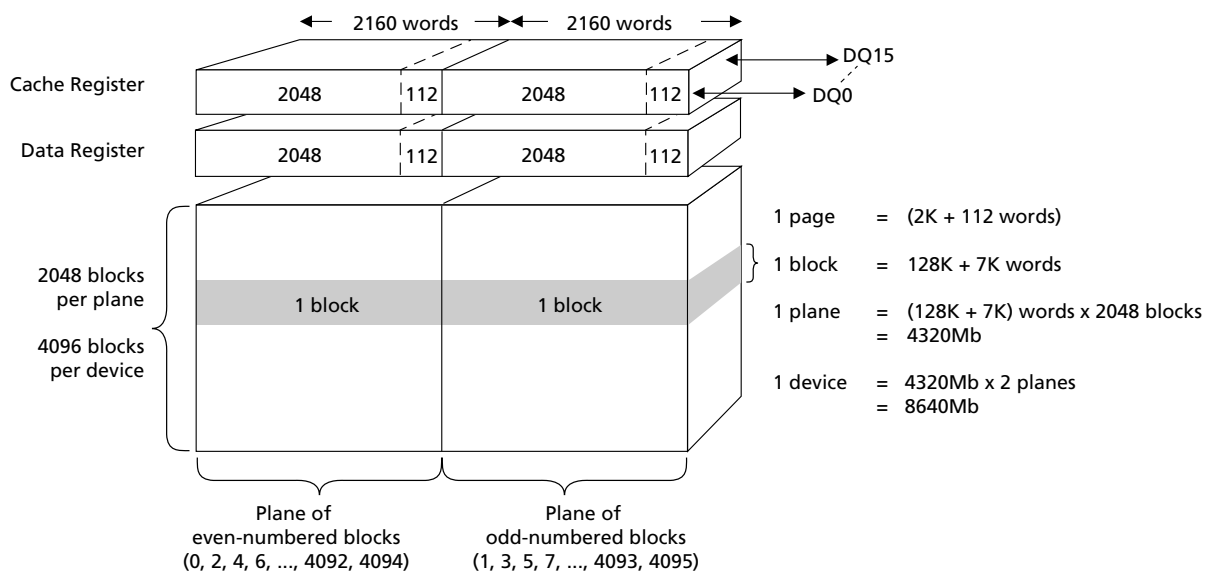 2160 words 2160 words
Cache Register 2048 112 2048 112 DQ15
DQ0
Data Register 2048 112 2048 112
2048 blocks
per plane
4096 blocks
per device
1 block 1 block
1 page = (2K + 112 words)
1 block = 128K + 7K words
1 plane = (128K + 7K) words x 2048 blocks
= 4320Mb
1 device = 4320Mb x 2 planes
= 8640Mb
Plane of
even-numbered blocks
(0, 2, 4, 6, ..., 4092, 4094)
Plane of
odd-numbered blocks
(1, 3, 5, 7, ..., 4093, 4095)